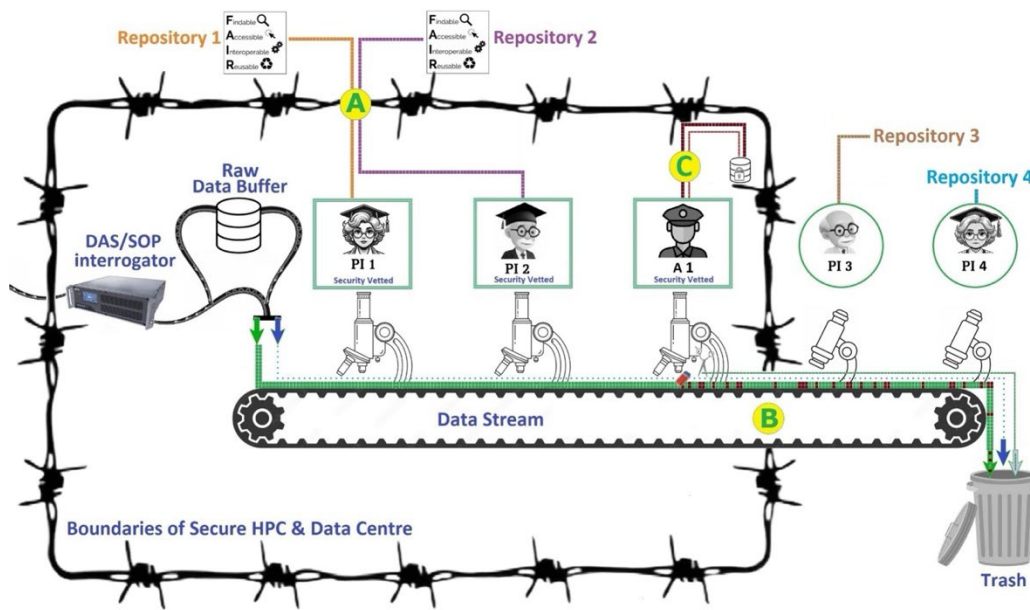 Findable
Accessible
Interoperable
Reusable
Findable
Accessible
Interoperable
Reusable
Repository 1
Repository 2
A
C
Repository 3
Raw
Data Buffer
Repository 4
DAS/SOP
interrogator
PI 1
Security Vetted
PI 2
Security Vetted
A 1
Security Vetted
PI 3
PI 4
Data Stream
B
Boundaries of Secure HPC & Data Centre
Trash